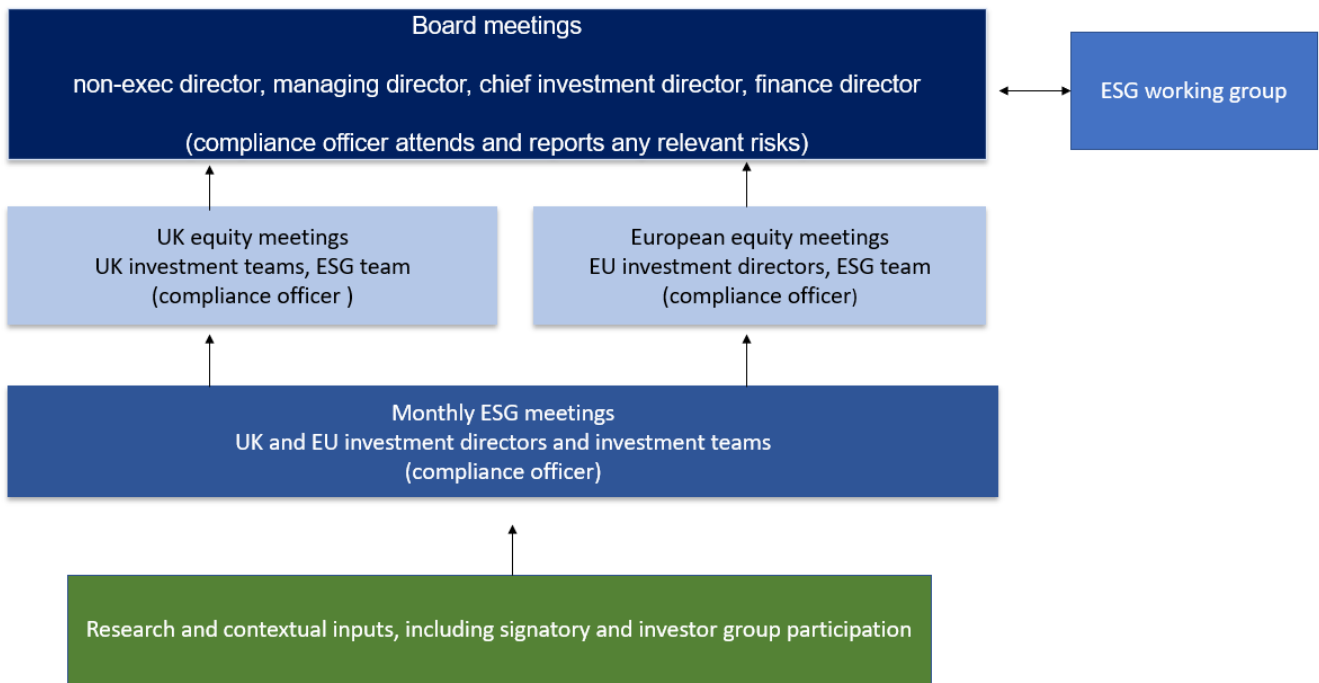 Board meetings
non-exec director, managing director, chief investment director, finance director
(compliance officer attends and reports any relevant risks)
ESG working group
UK equity meetings
UK investment teams, ESG team
(compliance officer )
European equity meetings
EU investment directors, ESG team
(compliance officer)
Monthly ESG meetings
UK and EU investment directors and investment teams
(compliance officer)
Research and contextual inputs, including signatory and investor group participation